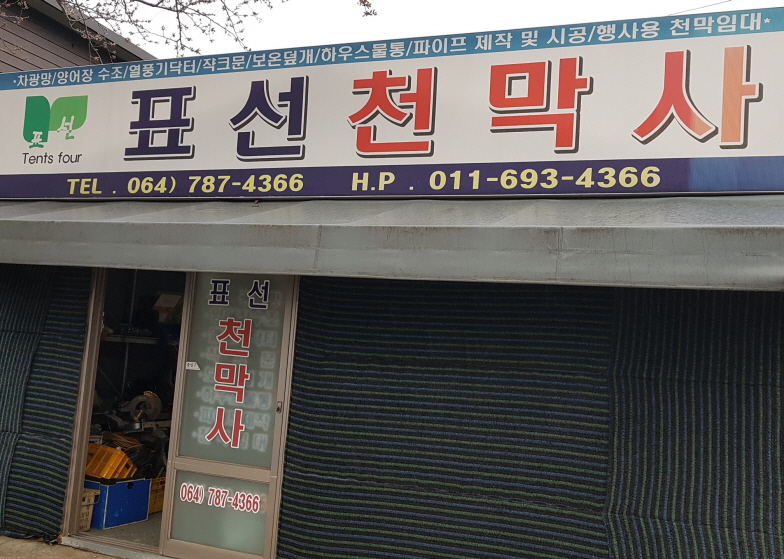 ·차광망/양어장 수조/열풍기닥터/작크문/보온덮개/하우스물통/파이프 제작 및 시공/행사용 천막임대·
표선
Tents four
표선천막사
TEL . 064) 787-4366 H.P . 011-693-4366
표 선
천막사
064) 787-4366